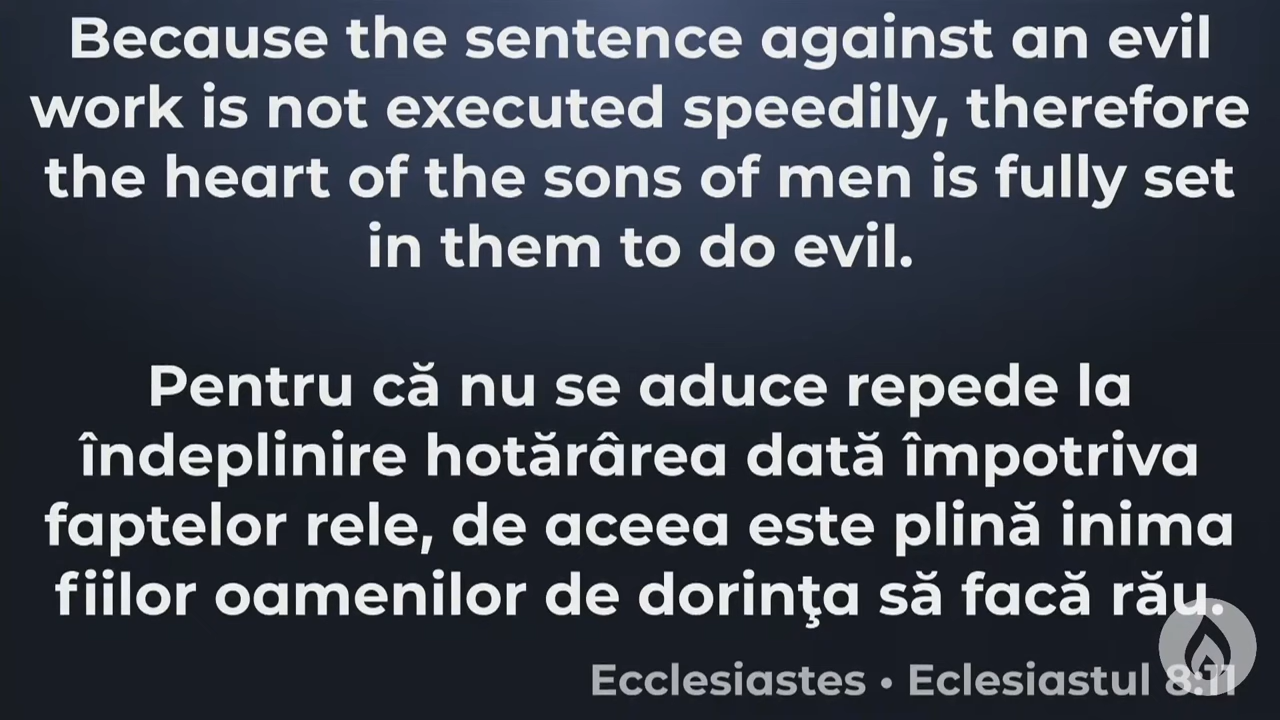 Because the sentence against an evil
work is not executed speedily, therefore
the heart of the sons of men is fully set
in them to do evil.
Pentru că nu se aduce repede la
îndeplinire hotărârea dată împotriva
faptelor rele, de aceea este plină inima
fiilor oamenilor de dorinţa să facă rău.
Ecclesiastes • Eclesiastul 8:11